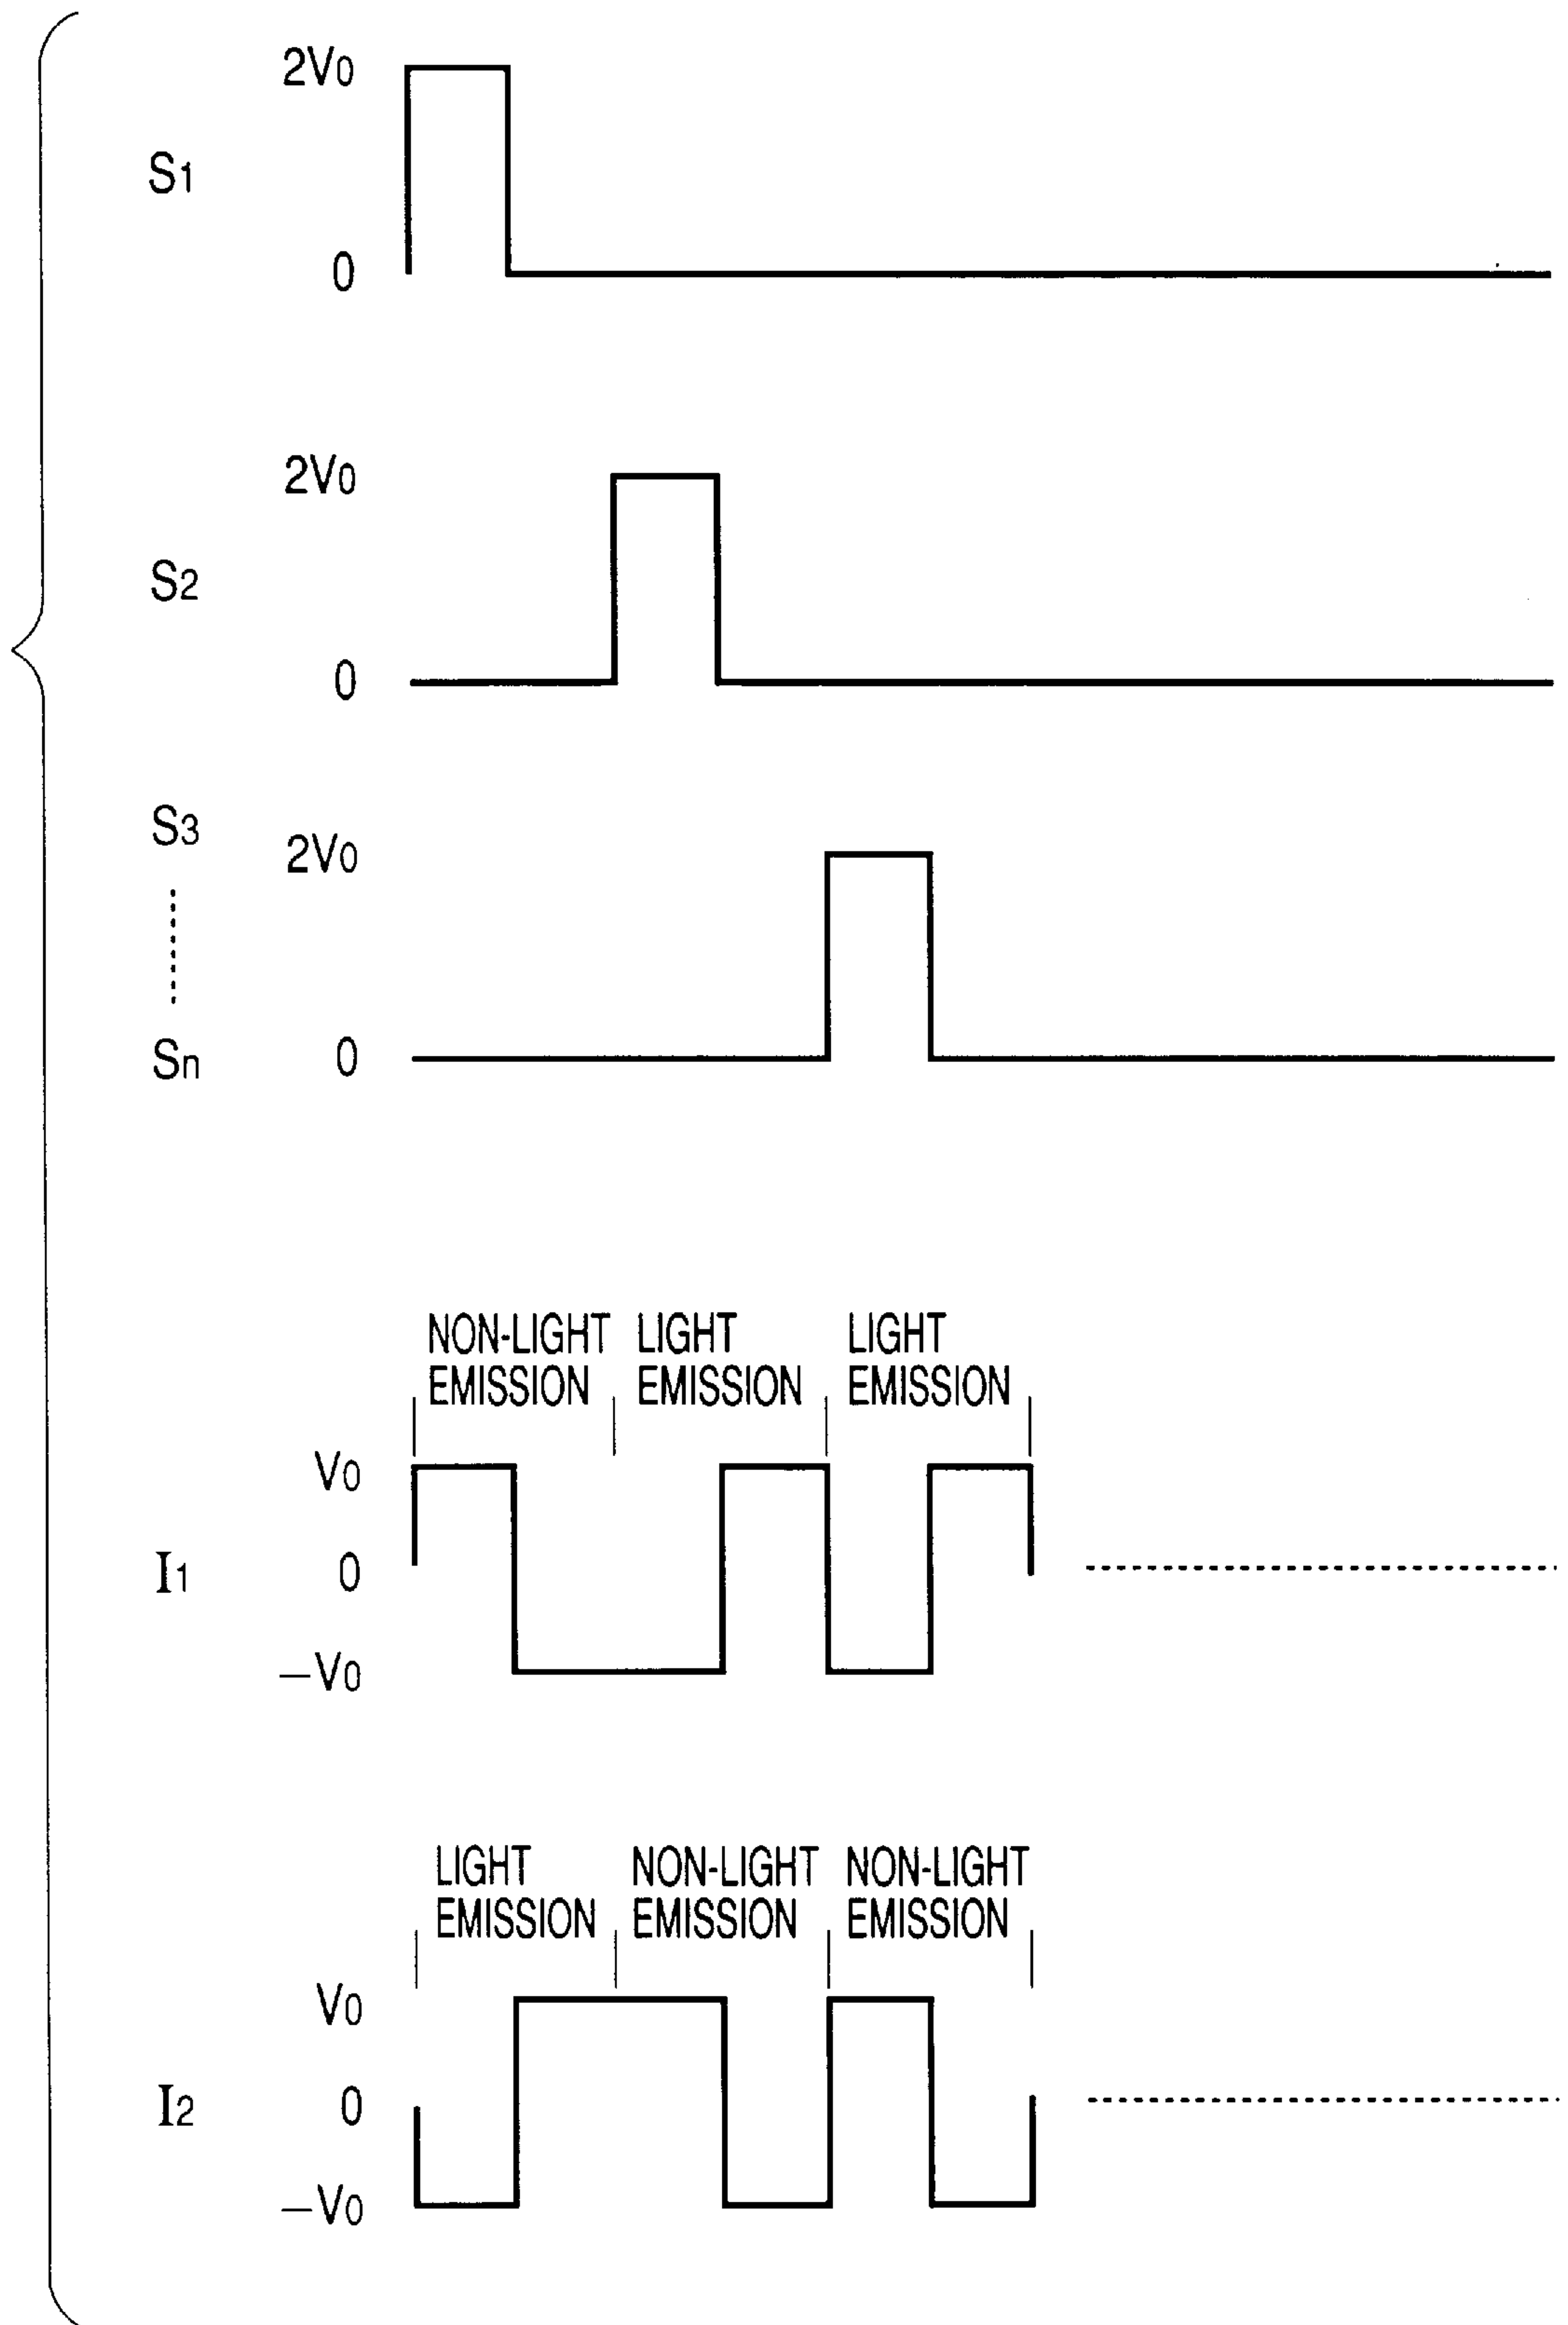 2V0
S1
0
2V0
S2
0
S3
2V0
Sn
0
NON-LIGHT EMISSION
LIGHT EMISSION
LIGHT EMISSION
V0
I1
0
–V0
LIGHT EMISSION
NON-LIGHT EMISSION
NON-LIGHT EMISSION
V0
I2
0
–V0